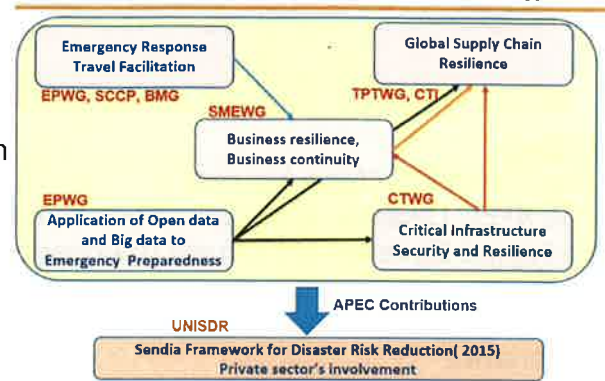 Emergency Response
Travel Facilitation
Global Supply Chain
Resilience
EPWG, SCCP, BMG
SMEWG
TPTWG, CTI
Business resilience,
Business continuity
n
EPWG
CTWG
Application of Open data
and Big data to
Emergency Preparedness
Critical Infrastructure
Security and Resilience
APEC Contributions
UNISDR
Sendia Framework for Disaster Risk Reduction( 2015)
Private sector's involvement